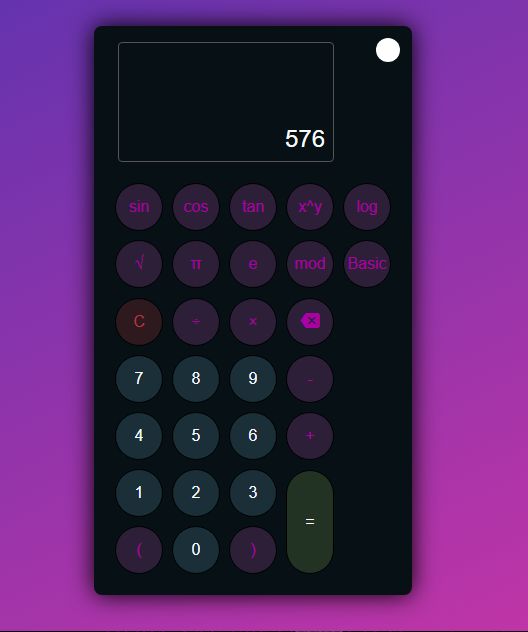 576
sin cos tan x^y log
√ π e mod Basic
C ÷ ×
7 8 9 -
4 5 6 +
1 2 3
=
( 0 )